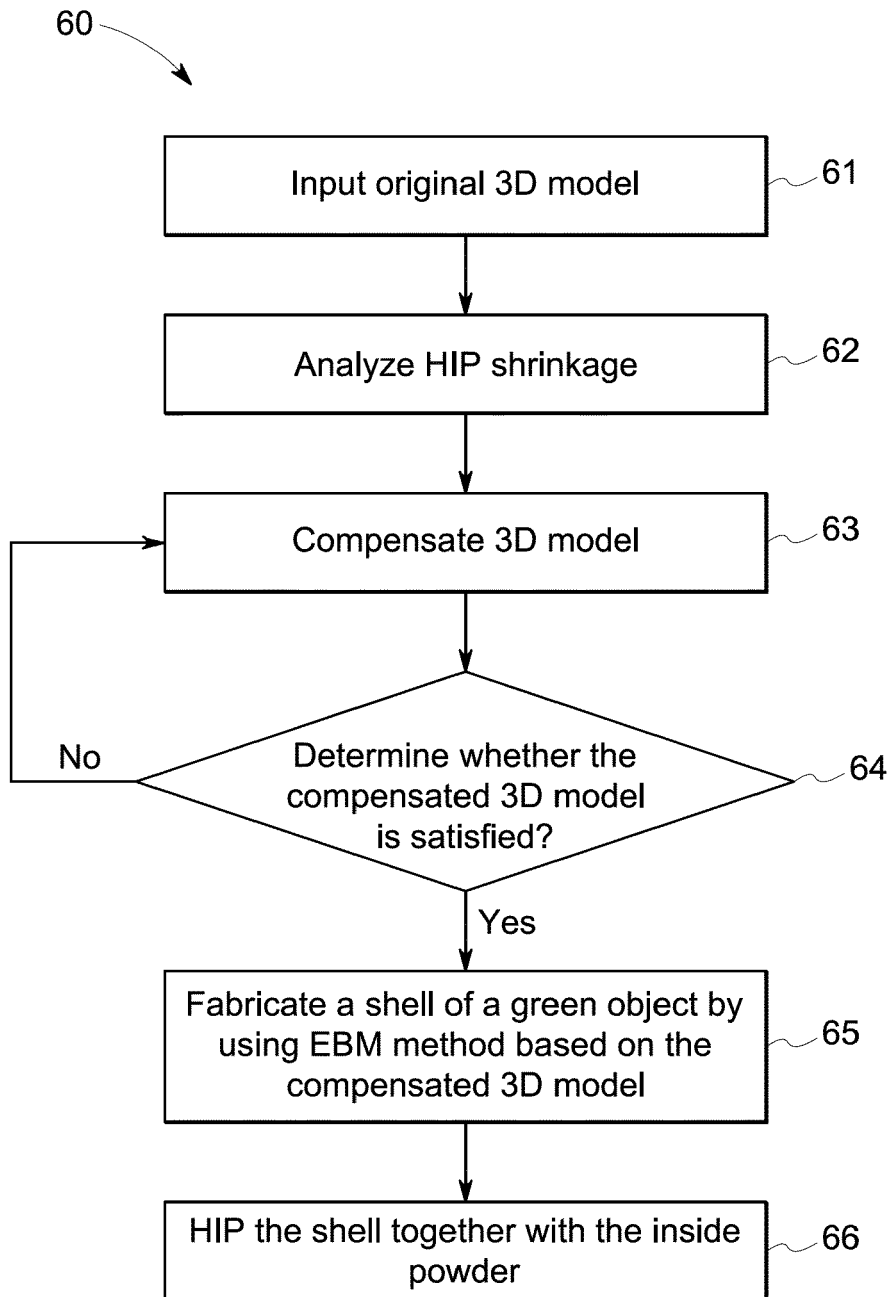 60
Input original 3D model
61
Analyze HIP shrinkage
62
Compensate 3D model
63
No
Determine whether the
compensated 3D model
is satisfied?
64
Yes
Fabricate a shell of a green object by
using EBM method based on the
compensated 3D model
65
HIP the shell together with the inside
powder
66